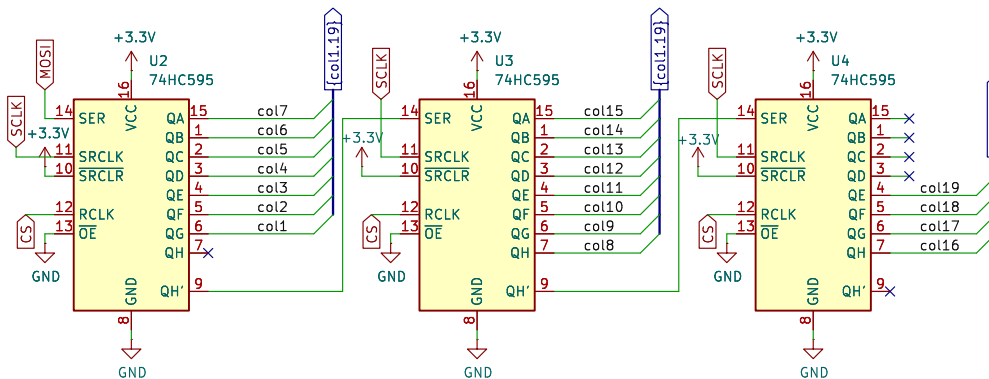 +3.3V
U2
74HC595
MOSI
SCLK
+3.3V
16
VCC
14
SER
11
SRCLK
10
SRCLR
12
RCLK
13
OE
CS
GND
QA
15
col7
QB
1
col6
QC
2
col5
QD
3
col4
QE
4
col3
QF
5
col2
QG
6
col1
QH
7
QH'
9
GND
8
GND
{col1..19}
+3.3V
U3
74HC595
SCLK
+3.3V
16
VCC
14
SER
11
SRCLK
10
SRCLR
12
RCLK
13
OE
CS
GND
QA
15
col15
QB
1
col14
QC
2
col13
QD
3
col12
QE
4
col11
QF
5
col10
QG
6
col9
QH
7
col8
QH'
9
GND
8
GND
{col1..19}
+3.3V
U4
74HC595
SCLK
+3.3V
16
VCC
14
SER
11
SRCLK
10
SRCLR
12
RCLK
13
OE
CS
GND
QA
15
QB
1
QC
2
QD
3
QE
4
col19
QF
5
col18
QG
6
col17
QH
7
col16
QH'
9
GND
8
GND